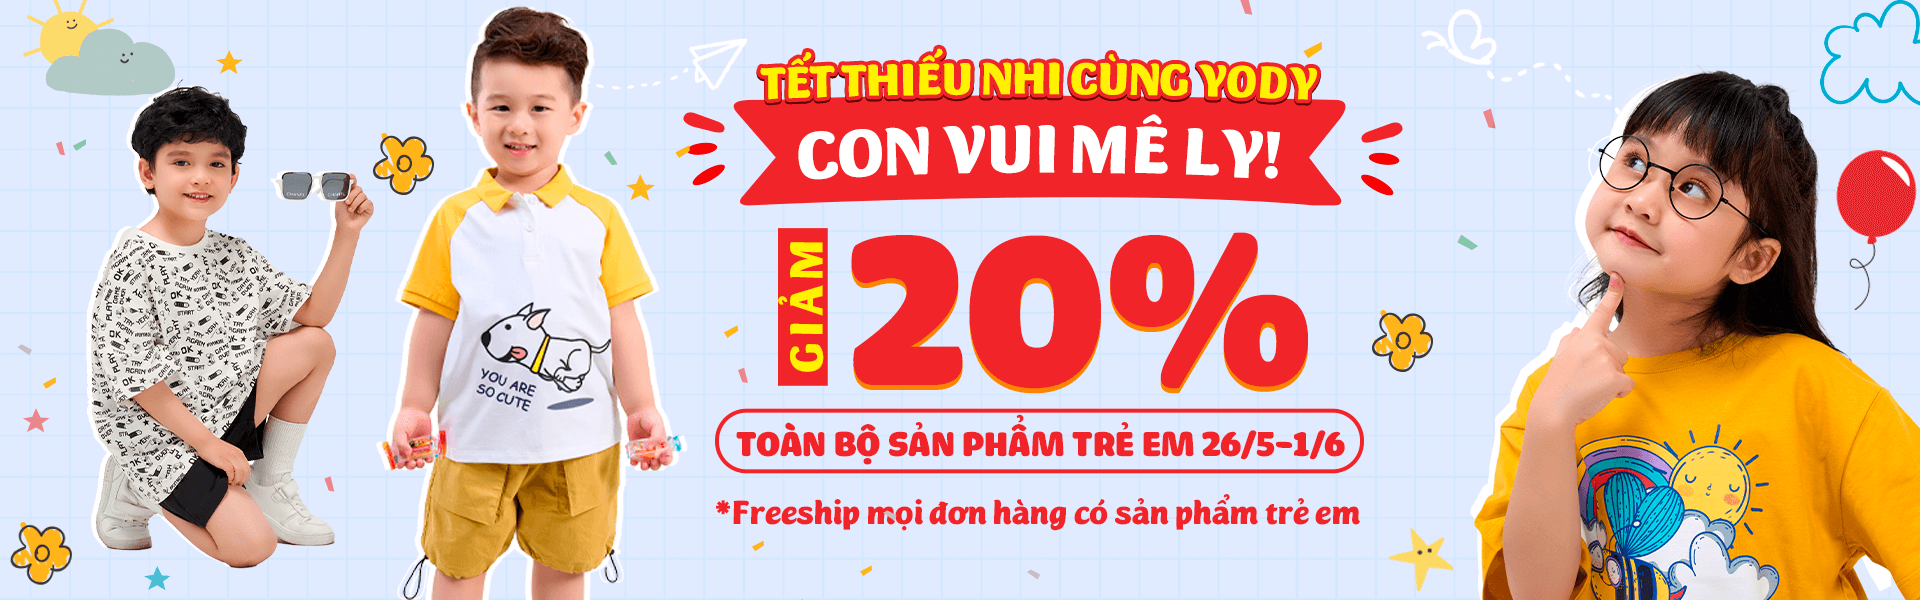 TẾT THIẾU NHI CÙNG YODY
CON VUI MÊ LY!
GIẢM
20%
TOÀN BỘ SẢN PHẨM TRẺ EM 26/5-1/6
*Freeship mọi đơn hàng có sản phẩm trẻ em
YOU ARE
SO CUTE